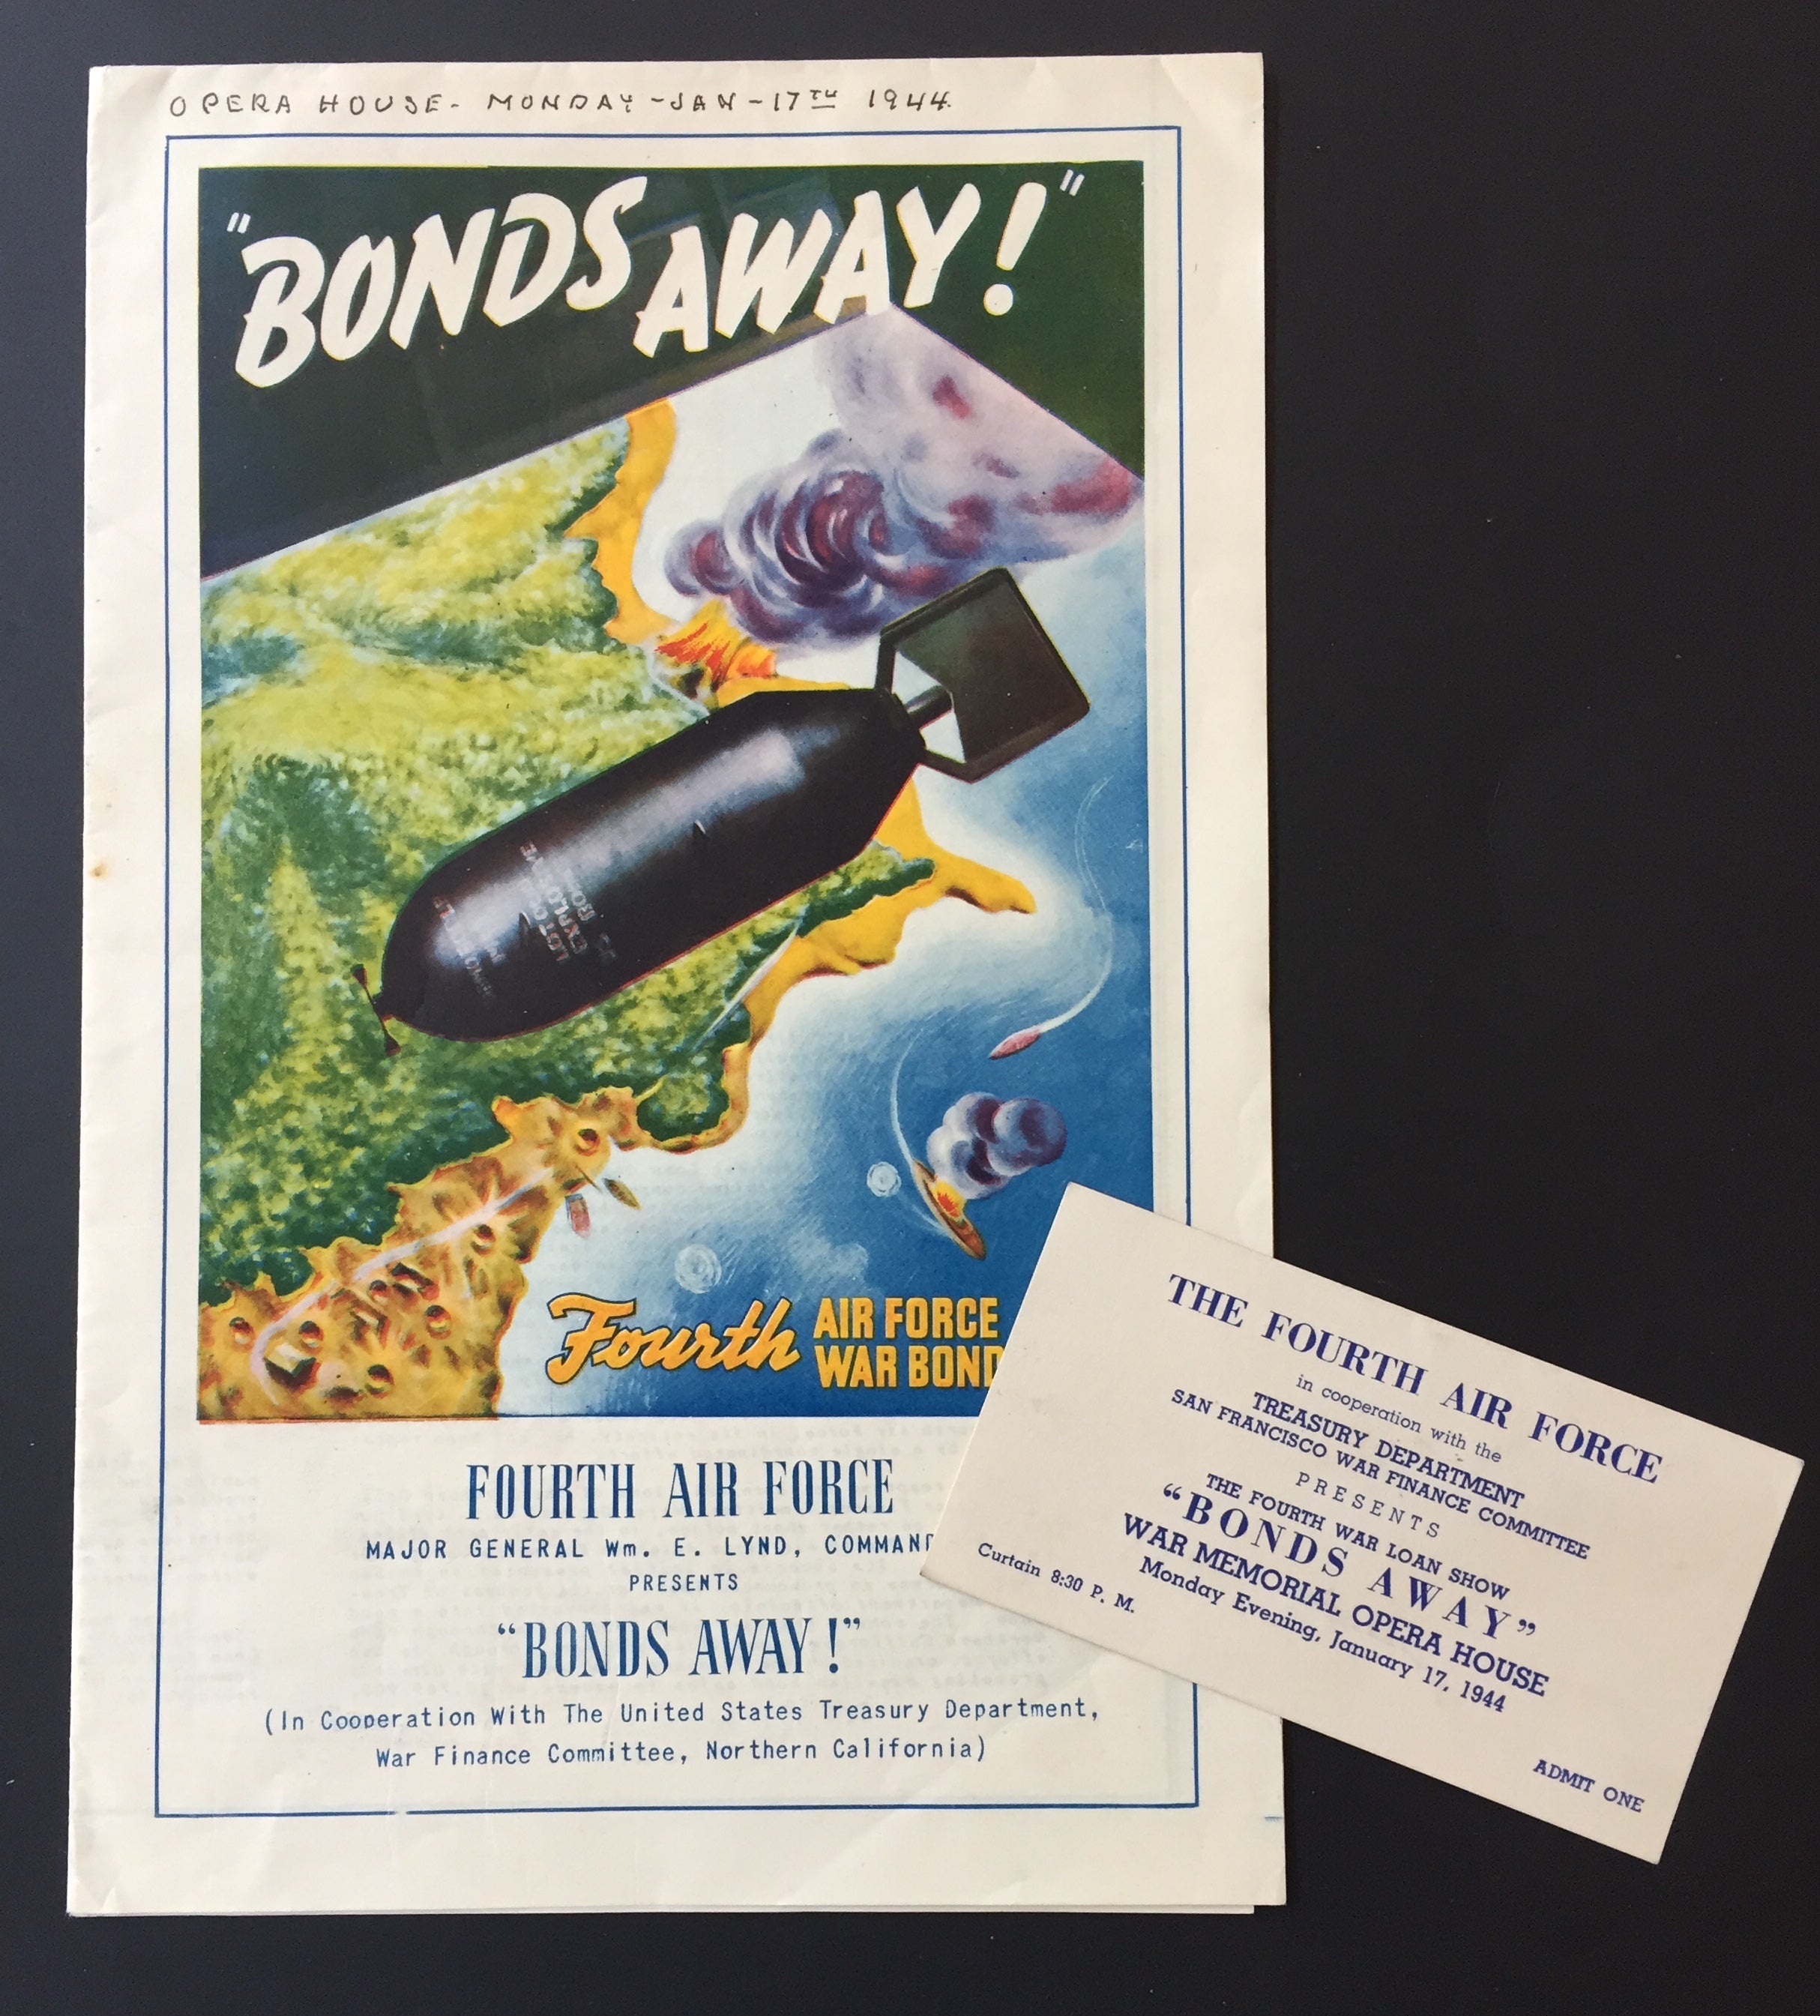 OPERA HOUSE- MONDAY-JAN-17TH 1944.
"BONDS AWAY!"
LOT
EXPLO
Fourth AIR FORCE
WAR BOND
FOURTH AIR FORCE
MAJOR GENERAL Wm. E. LYND,
PRESENTS
"BONDS AWAY!"
(In Cooperation With The United States Treasury Department,
War Finance Committee, Northern California)
THE FOURTH AIR FORCE
in cooperation with the
TREASURY DEPARTMENT
SAN FRANCISCO WAR FINANCE COMMITTEE
PRESENTS
THE FOURTH WAR LOAN SHOW
"BONDS AWAY"
WAR MEMORIAL OPERA HOUSE
Monday Evening, January 17, 1944
Curtain 8:30 P. M.
ADMIT ONE